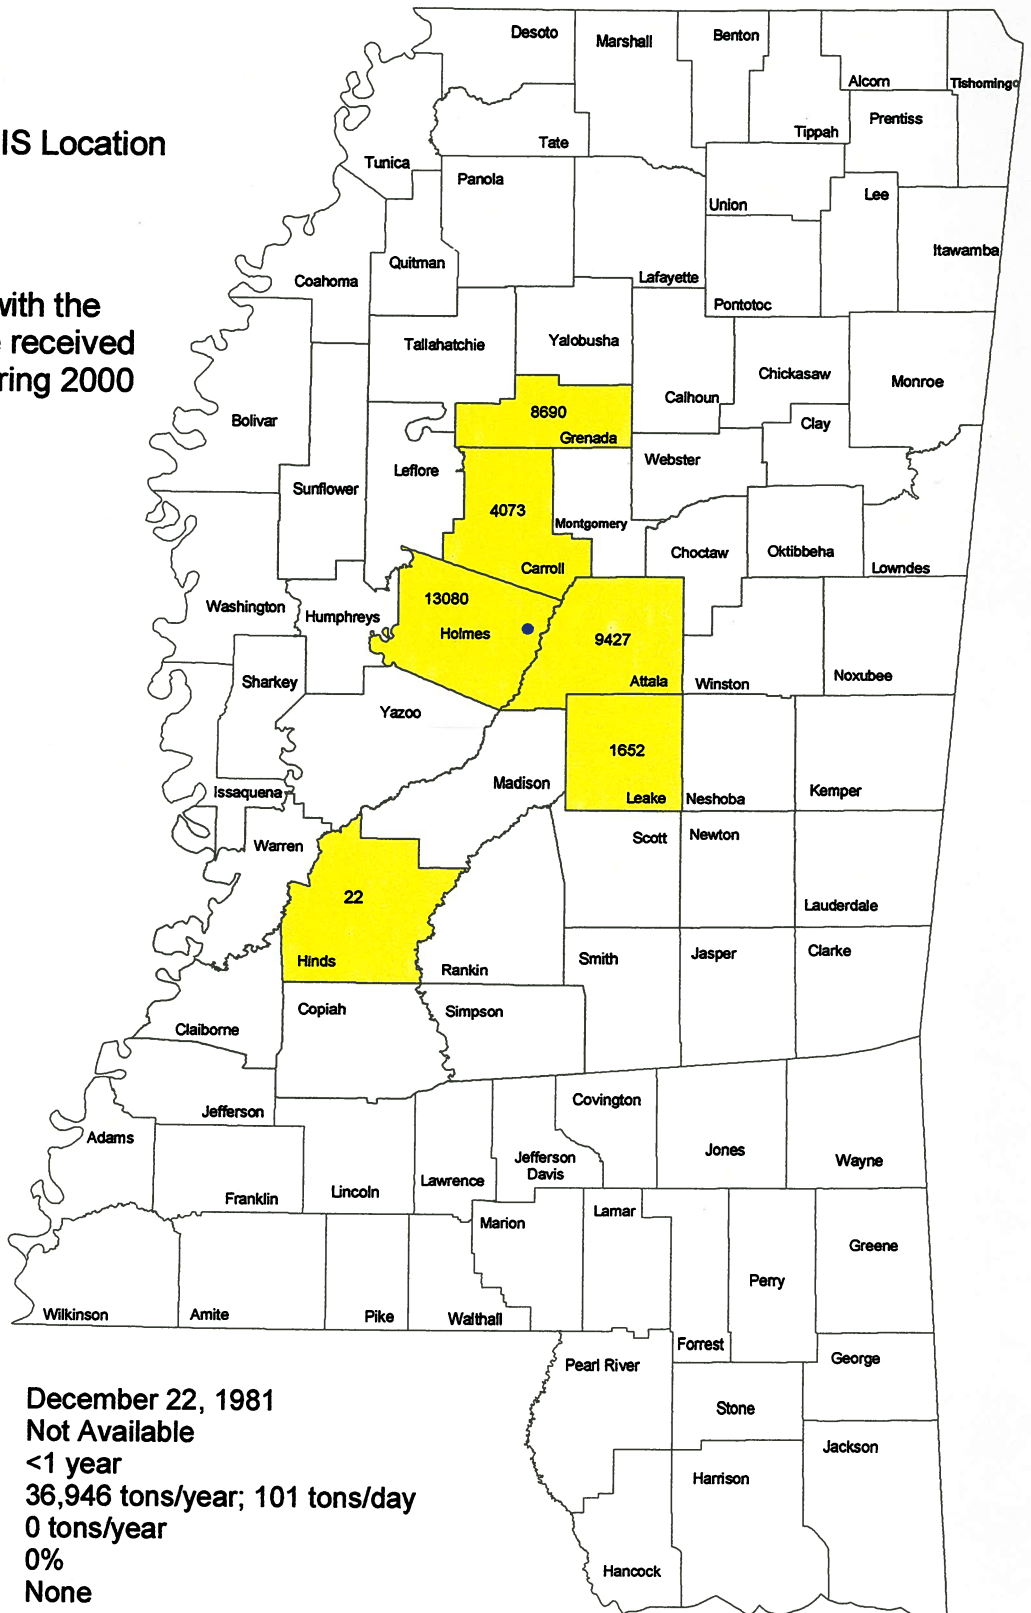 Desoto
Marshall
Benton
Alcorn
Tishomingo
IS Location
Tunica
Tate
Tippah
Prentiss
Panola
Union
Lee
Quitman
Itawamba
Coahoma
Lafayette
Pontotoc
with the
received
ring 2000
Tallahatchie
Yalobusha
Chickasaw
Monroe
Calhoun
Bolivar
8690
Grenada
Clay
Leflore
Webster
Sunflower
4073
Montgomery
Carroll
Choctaw
Oktibbeha
Lowndes
Washington
Humphreys
13080
Holmes
9427
Attala
Winston
Noxubee
Sharkey
Yazoo
1652
Leake
Neshoba
Kemper
Issaquena
Madison
Warren
Scott
Newton
22
Hinds
Lauderdale
Rankin
Smith
Jasper
Clarke
Copiah
Simpson
Claiborne
Jefferson
Covington
Adams
Franklin
Lincoln
Lawrence
Jefferson
Davis
Jones
Wayne
Marion
Lamar
Greene
Perry
Wilkinson
Amite
Pike
Walthall
Forrest
George
Pearl River
Stone
Jackson
Harrison
Hancock
December 22, 1981
Not Available
<1 year
36,946 tons/year; 101 tons/day
0 tons/year
0%
None